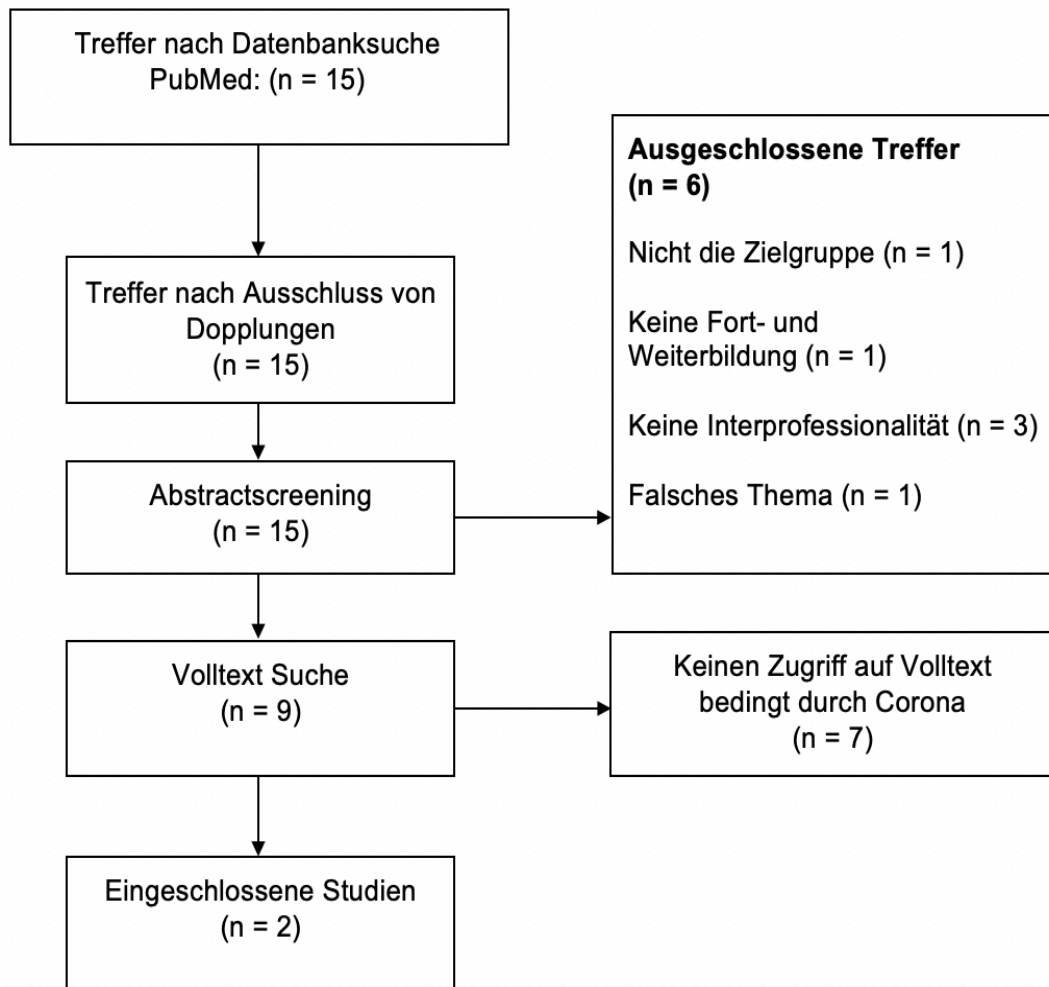 Treffer nach Datenbanksuche
PubMed: (n = 15)
Ausgeschlossene Treffer
(n = 6)
Nicht die Zielgruppe (n = 1)
Keine Fort- und
Weiterbildung (n = 1)
Keine Interprofessionalität (n = 3)
Falsches Thema (n = 1)
Treffer nach Ausschluss von
Dopplungen
(n = 15)
Abstractscreening
(n = 15)
Volltext Suche
(n = 9)
Keinen Zugriff auf Volltext
bedingt durch Corona
(n = 7)
Eingeschlossene Studien
(n = 2)